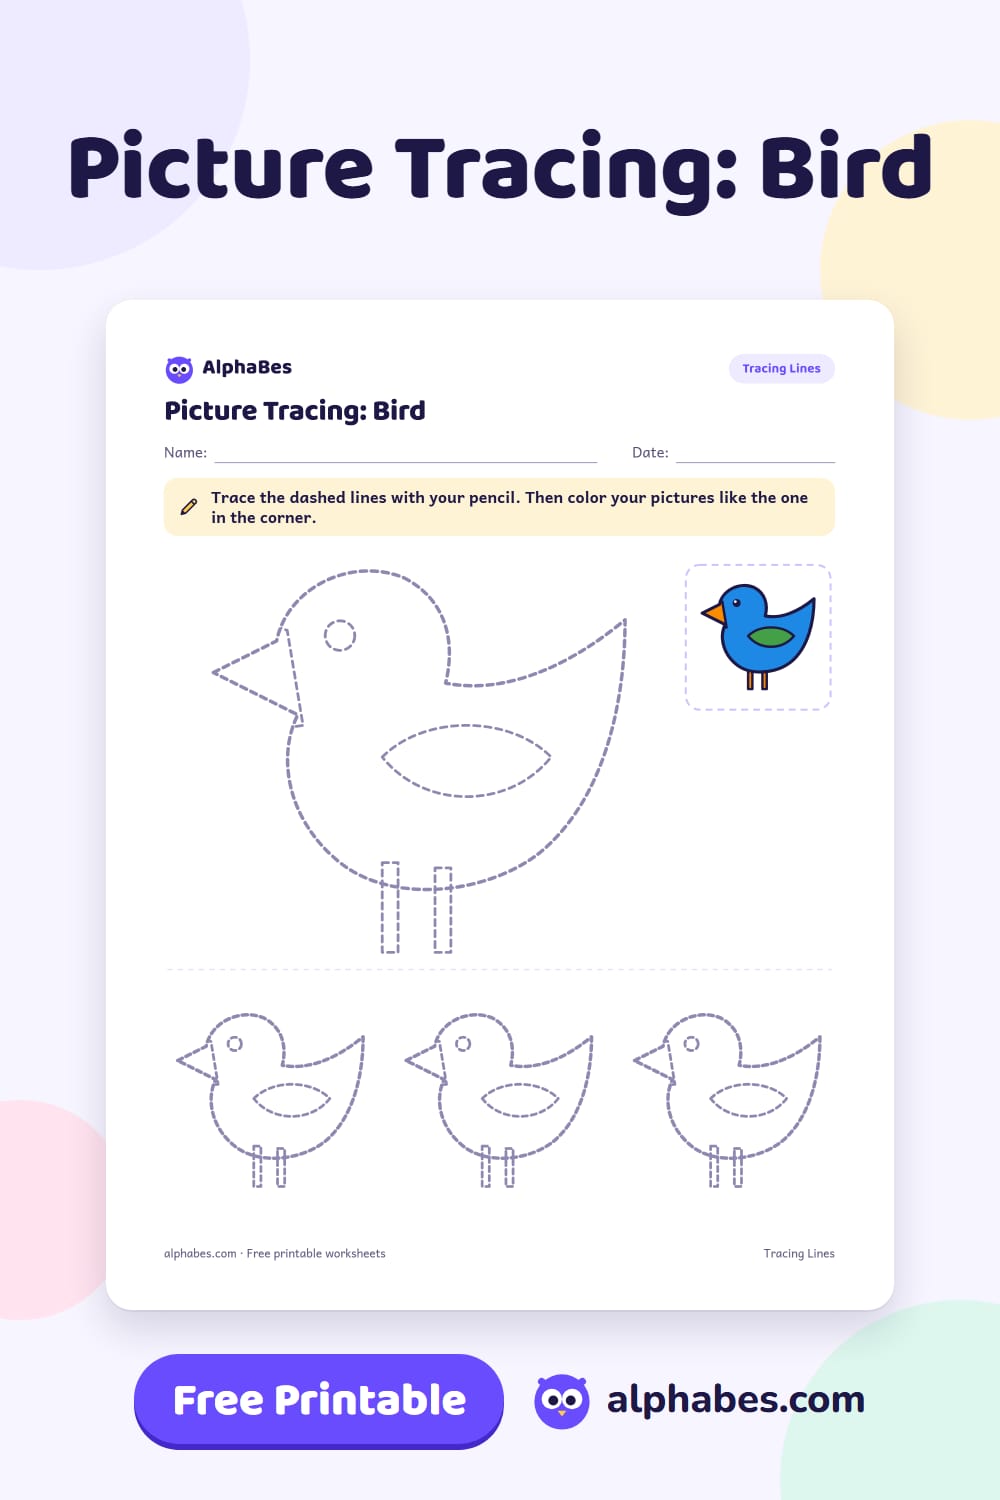 Picture Tracing: Bird
AlphaBes
Tracing Lines
Picture Tracing: Bird
Name:
Date:
Trace the dashed lines with your pencil. Then color your pictures like the one
in the corner.
alphabes.com · Free printable worksheets
Tracing Lines
Free Printable
alphabes.com